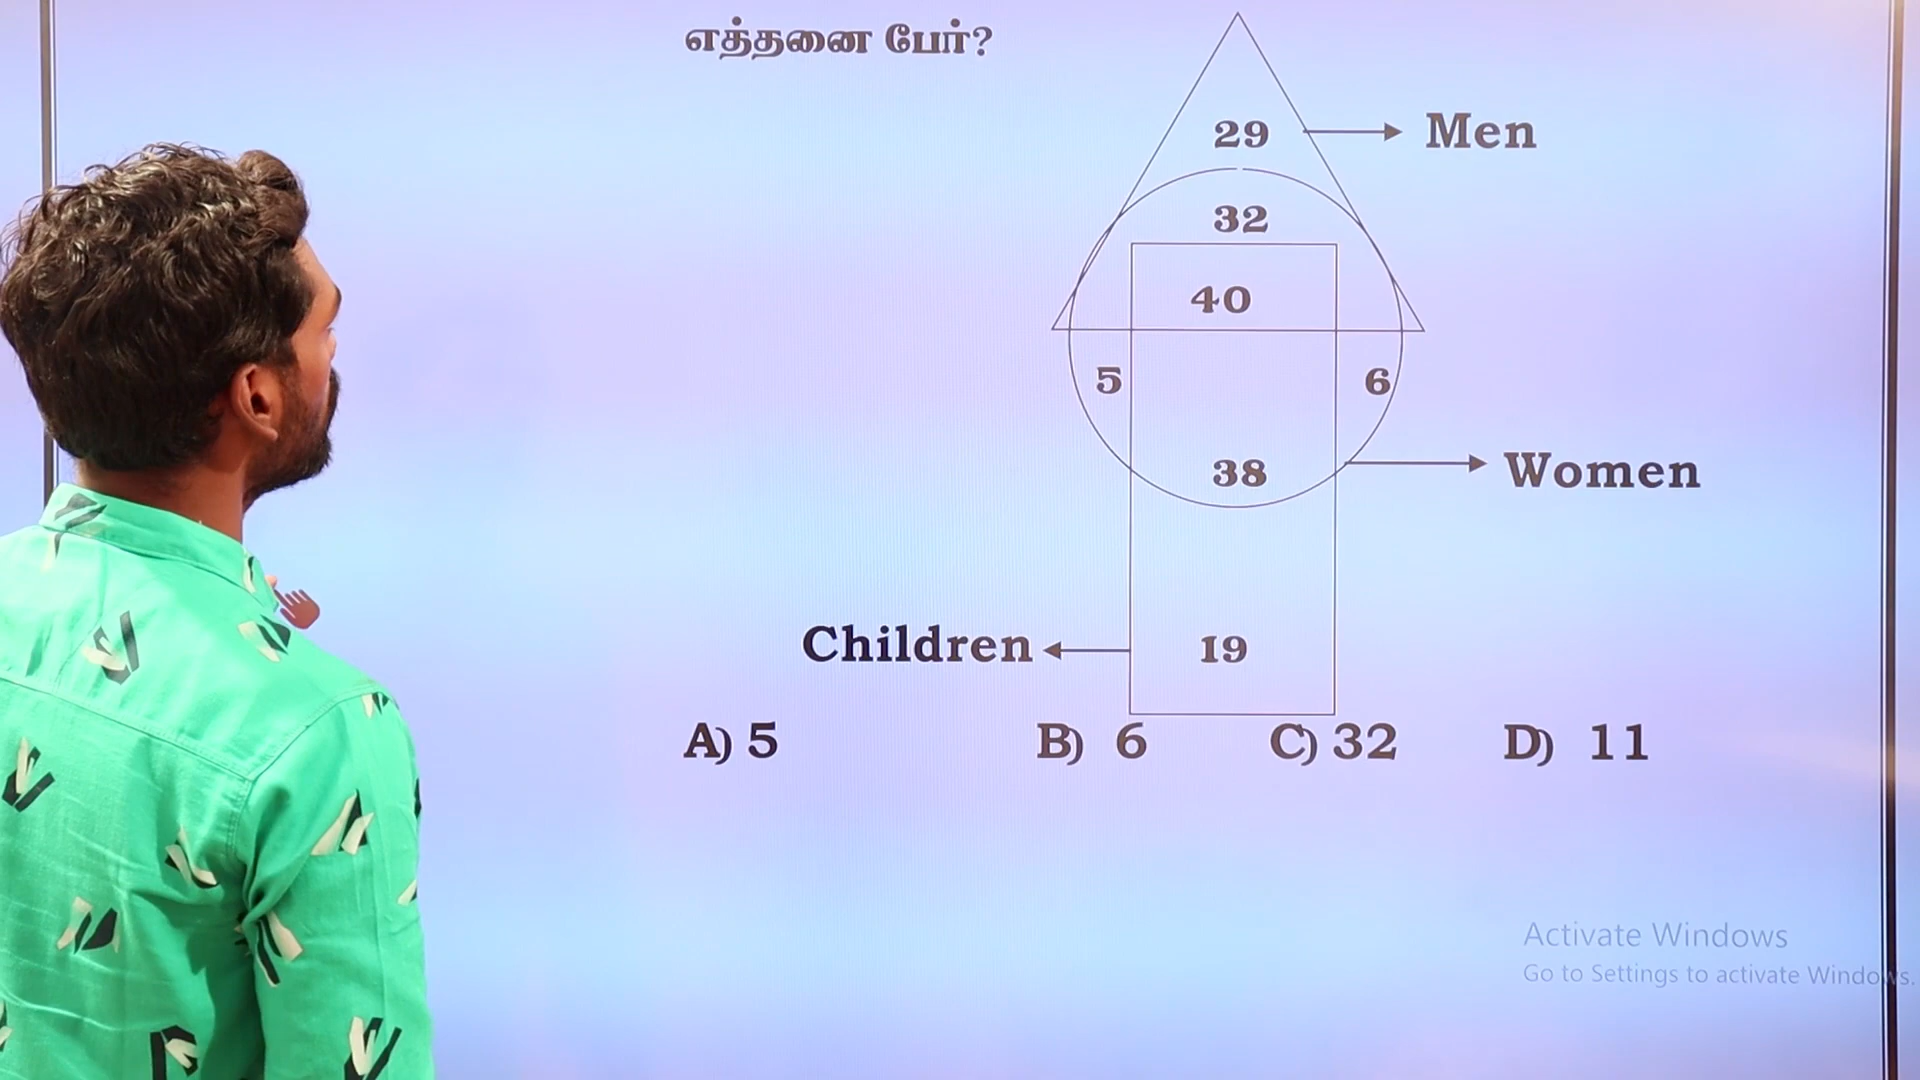 எத்தனை பேர்?
29
Men
32
40
5
6
38
Women
Children
19
A) 5
B) 6
C) 32
D) 11
Activate Windows
Go to Settings to activate Windows.